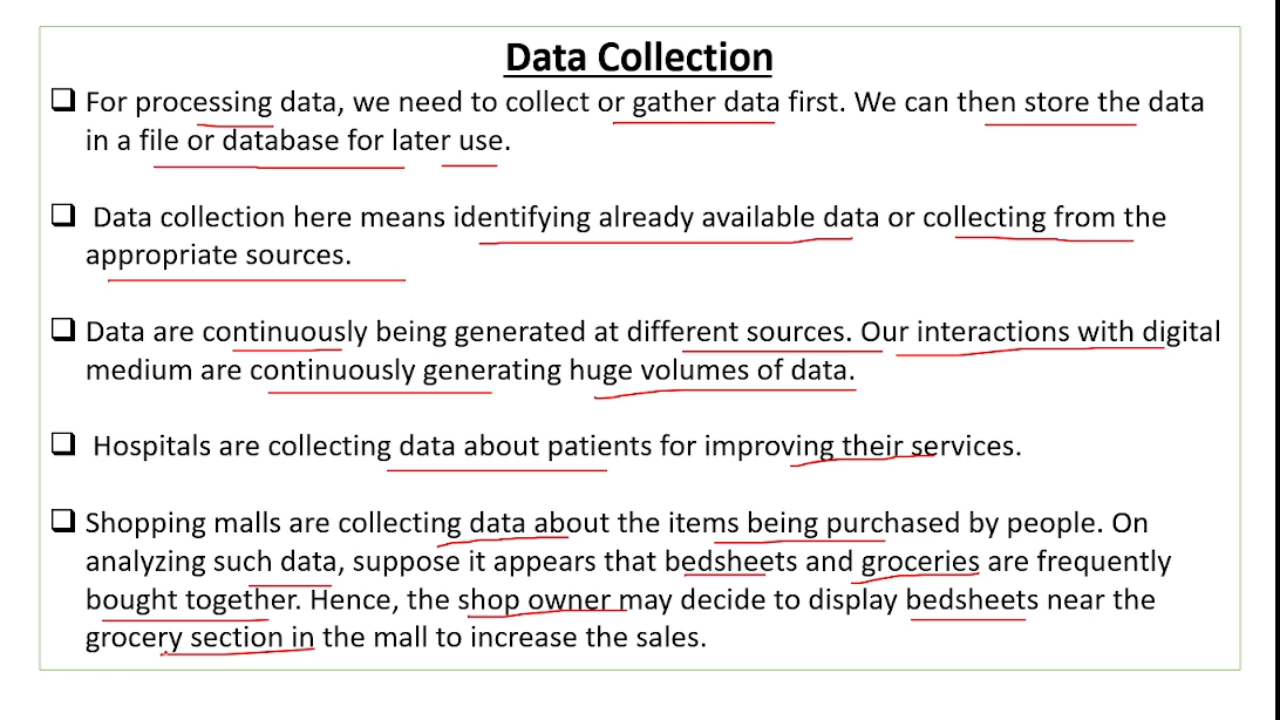 Data Collection
❑ For processing data, we need to collect or gather data first. We can then store the data
in a file or database for later use.
❑ Data collection here means identifying already available data or collecting from the
appropriate sources.
❑ Data are continuously being generated at different sources. Our interactions with digital
medium are continuously generating huge volumes of data.
❑ Hospitals are collecting data about patients for improving their services.
❑ Shopping malls are collecting data about the items being purchased by people. On
analyzing such data, suppose it appears that bedsheets and groceries are frequently
bought together. Hence, the shop owner may decide to display bedsheets near the
grocery section in the mall to increase the sales.